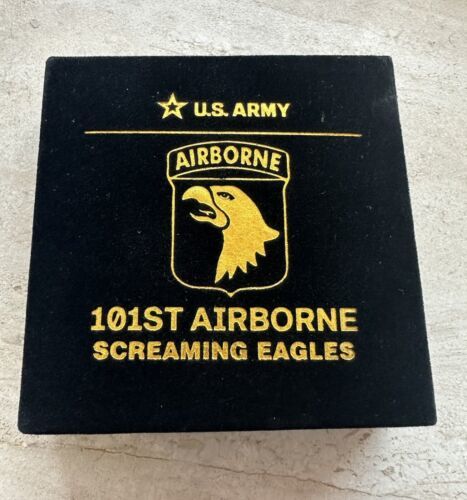 U.S. ARMY
AIRBORNE
101ST AIRBORNE
SCREAMING EAGLES